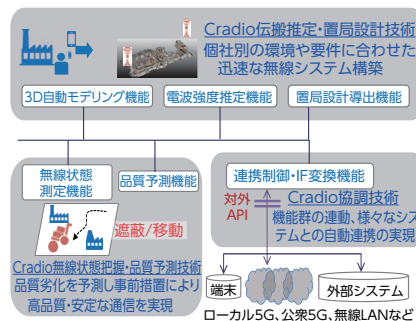 Cradio伝搬推定・置局設計技術
個社別の環境や要件に合わせた
迅速な無線システム構築
3D自動モデリング機能
電波強度推定機能
置局設計導出機能
無線状態
測定機能
品質予測機能
遮蔽/移動
Cradio無線状態把握・品質予測技術
品質劣化を予測し事前措置により
高品質・安定な通信を実現
連携制御・IF変換機能
対外
API
Cradio協調技術
機能群の連動、様々なシス
テムとの自動連携の実現
端末
外部システム
ローカル5G、公衆5G、無線LANなど